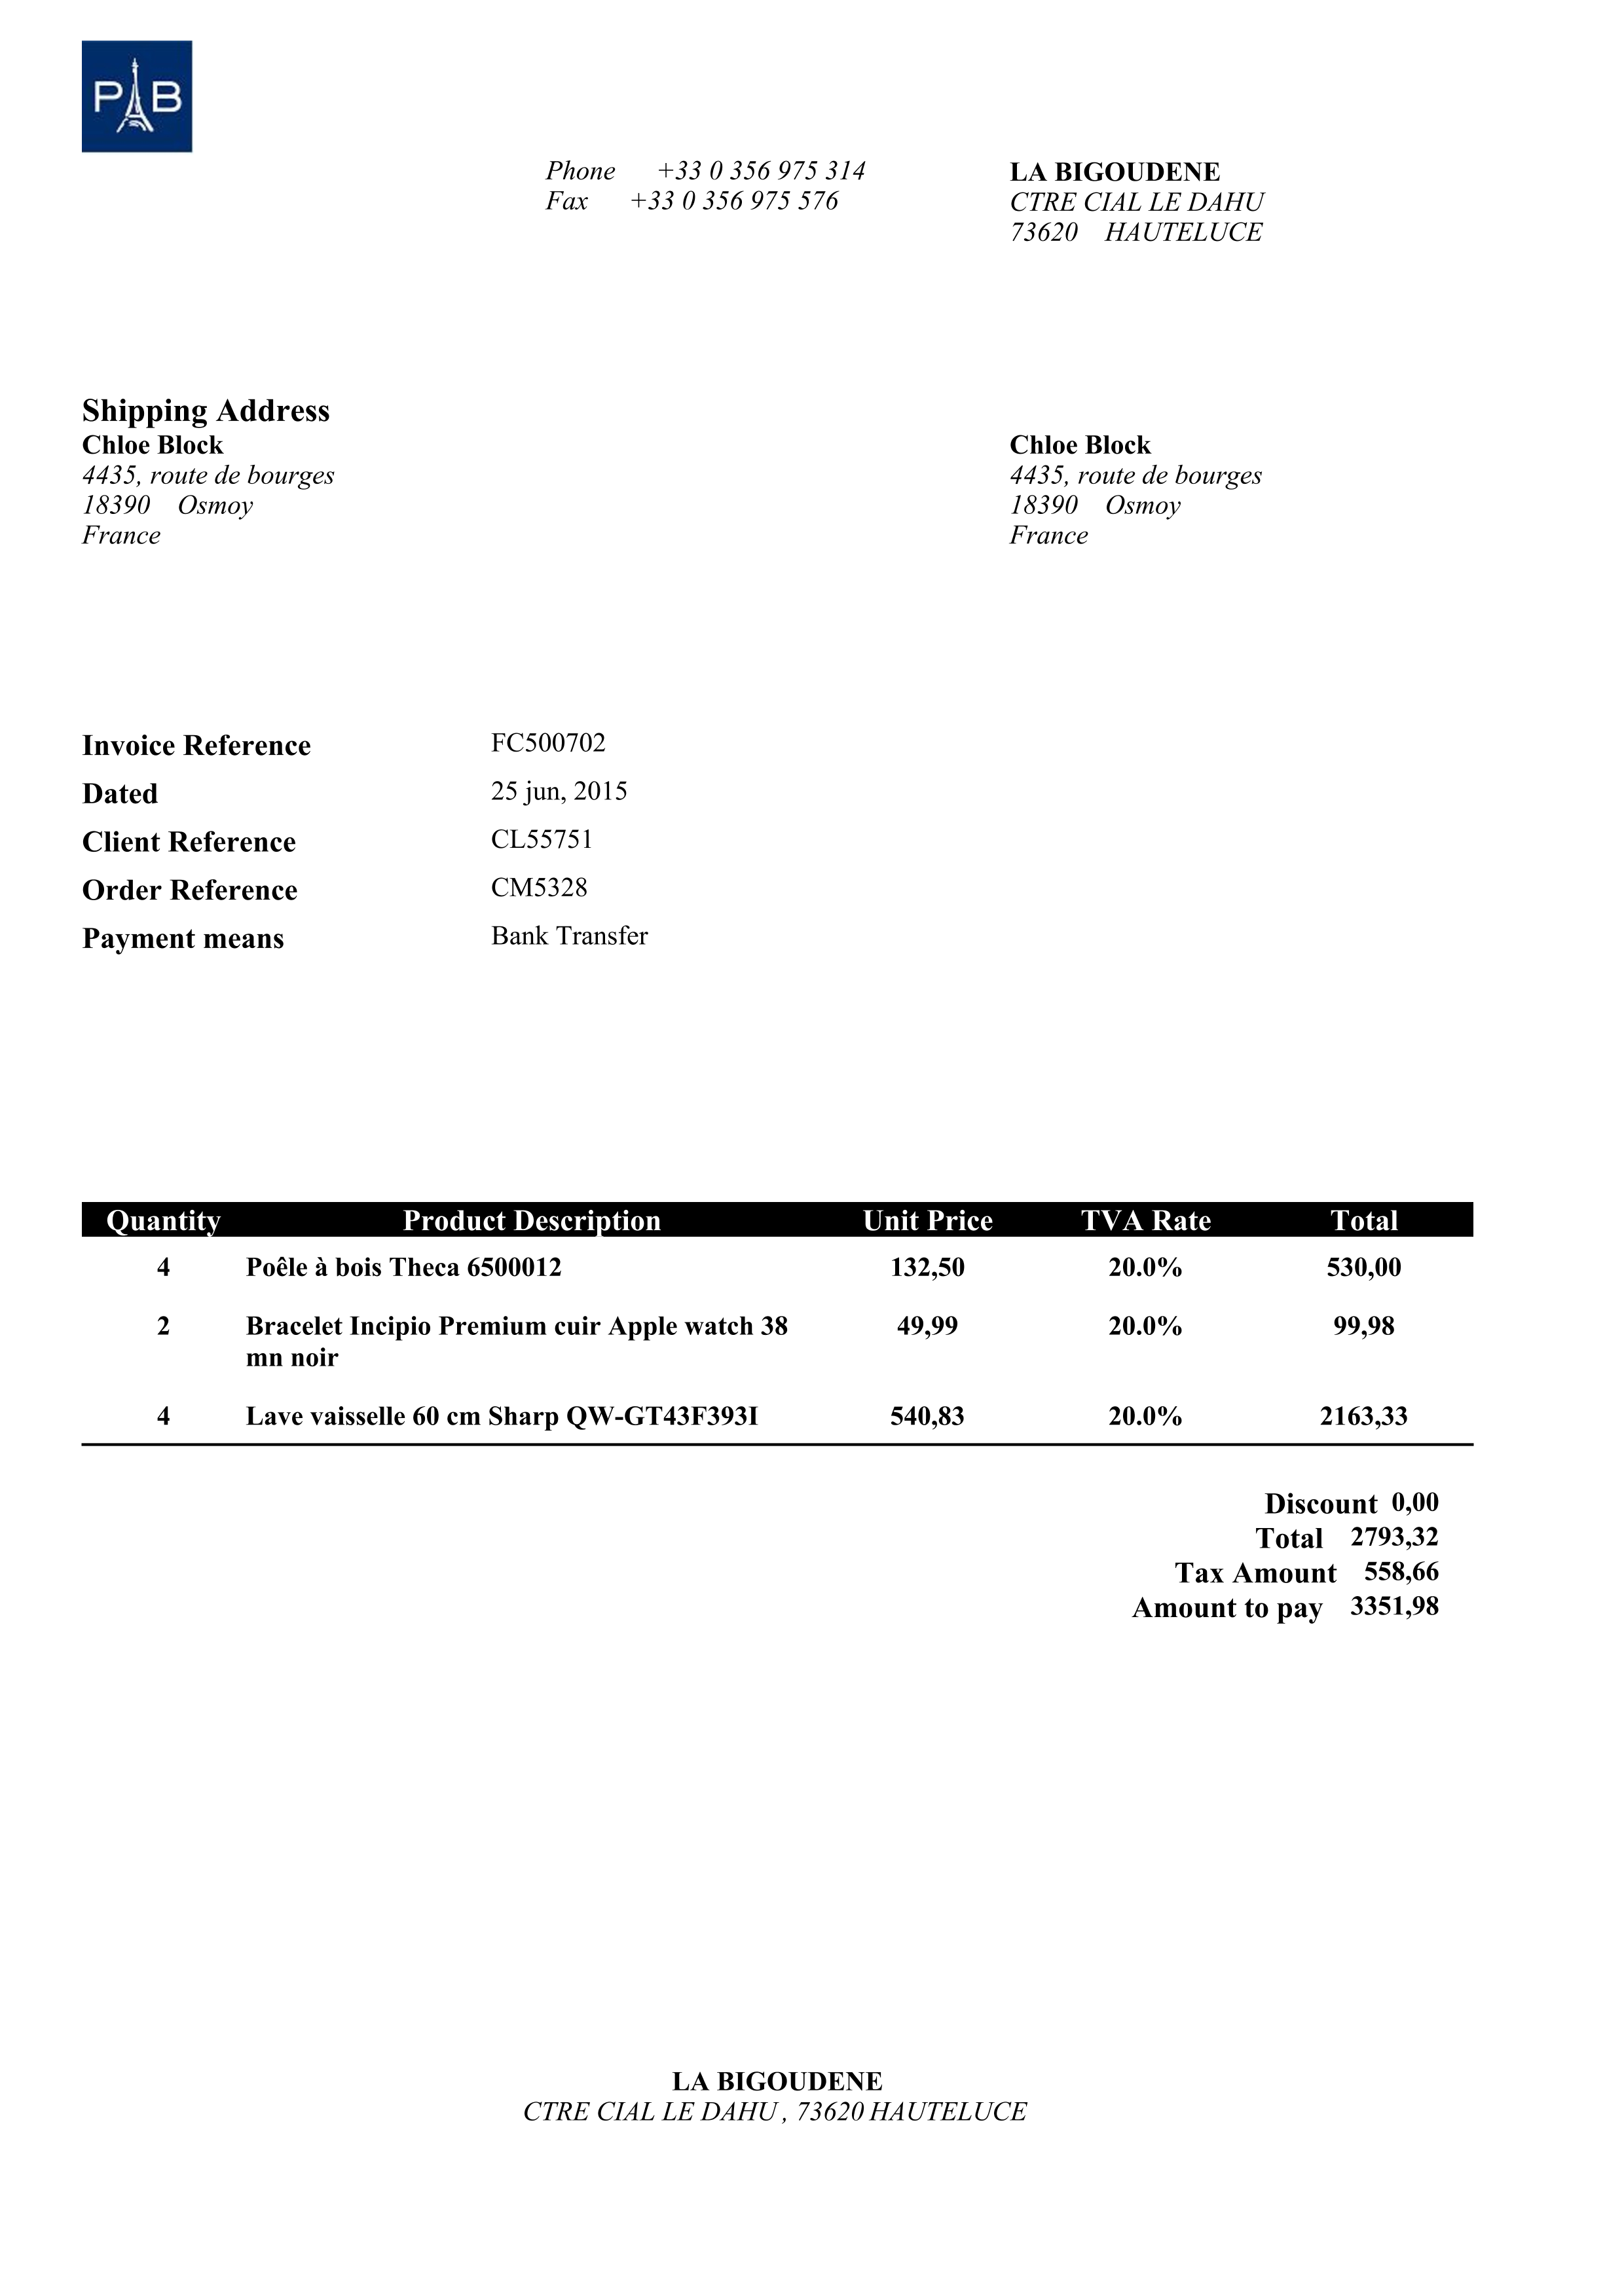 PAB
Phone +33 0 356 975 314
Fax +33 0 356 975 576
LA BIGOUDENE
CTRE CIAL LE DAHU
73620 HAUTELUCE
Shipping Address
Chloe Block
4435, route de bourges
18390 Osmoy
France
Chloe Block
4435, route de bourges
18390 Osmoy
France
Invoice Reference FC500702
Dated 25 jun, 2015
Client Reference CL55751
Order Reference CM5328
Payment means Bank Transfer
Quantity Product Description Unit Price TVA Rate Total
4 Poêle à bois Theca 6500012 132,50 20.0% 530,00
2 Bracelet Incipio Premium cuir Apple watch 38 49,99 20.0% 99,98
mn noir
4 Lave vaisselle 60 cm Sharp QW-GT43F393I 540,83 20.0% 2163,33
Discount 0,00
Total 2793,32
Tax Amount 558,66
Amount to pay 3351,98
LA BIGOUDENE
CTRE CIAL LE DAHU , 73620 HAUTELUCE